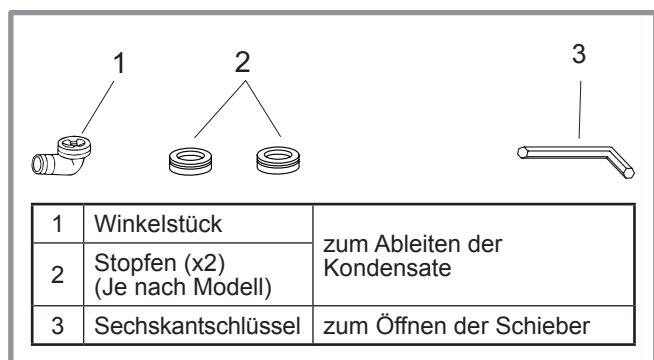 1
2
3
1 Winkelstück
zum Ableiten der
Kondensate
2 Stopfen (x2)
(Je nach Modell)
3 Sechskantschlüssel zum Öffnen der Schieber